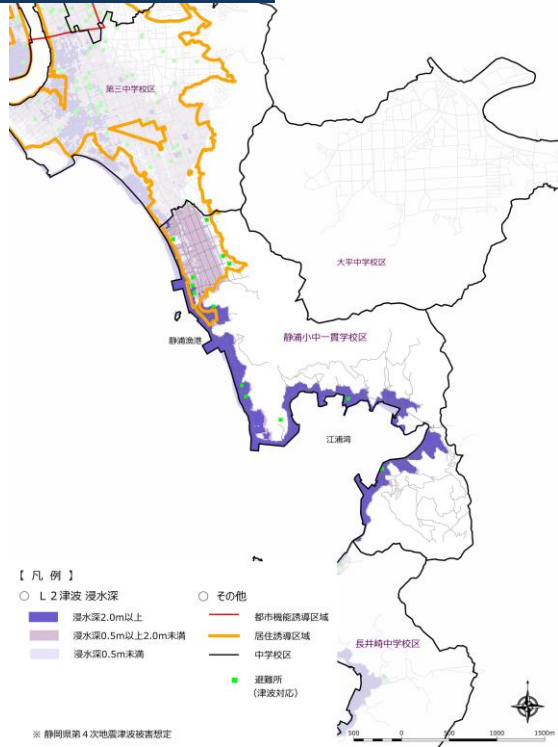 第三中学校区
大平中学校区
静浦小中一貫学校区
静浦漁港
江浦湾
長井崎中学校区
【 凡 例 】
○ L2津波 浸水深
浸水深2.0m以上
浸水深0.5m以上2.0m未満
浸水深0.5m未満
○ その他
都市機能誘導区域
居住誘導区域
中学校区
避難所
(津波対応)
※ 静岡県第4次地震津波被害想定
500 0 500 1000 1500m